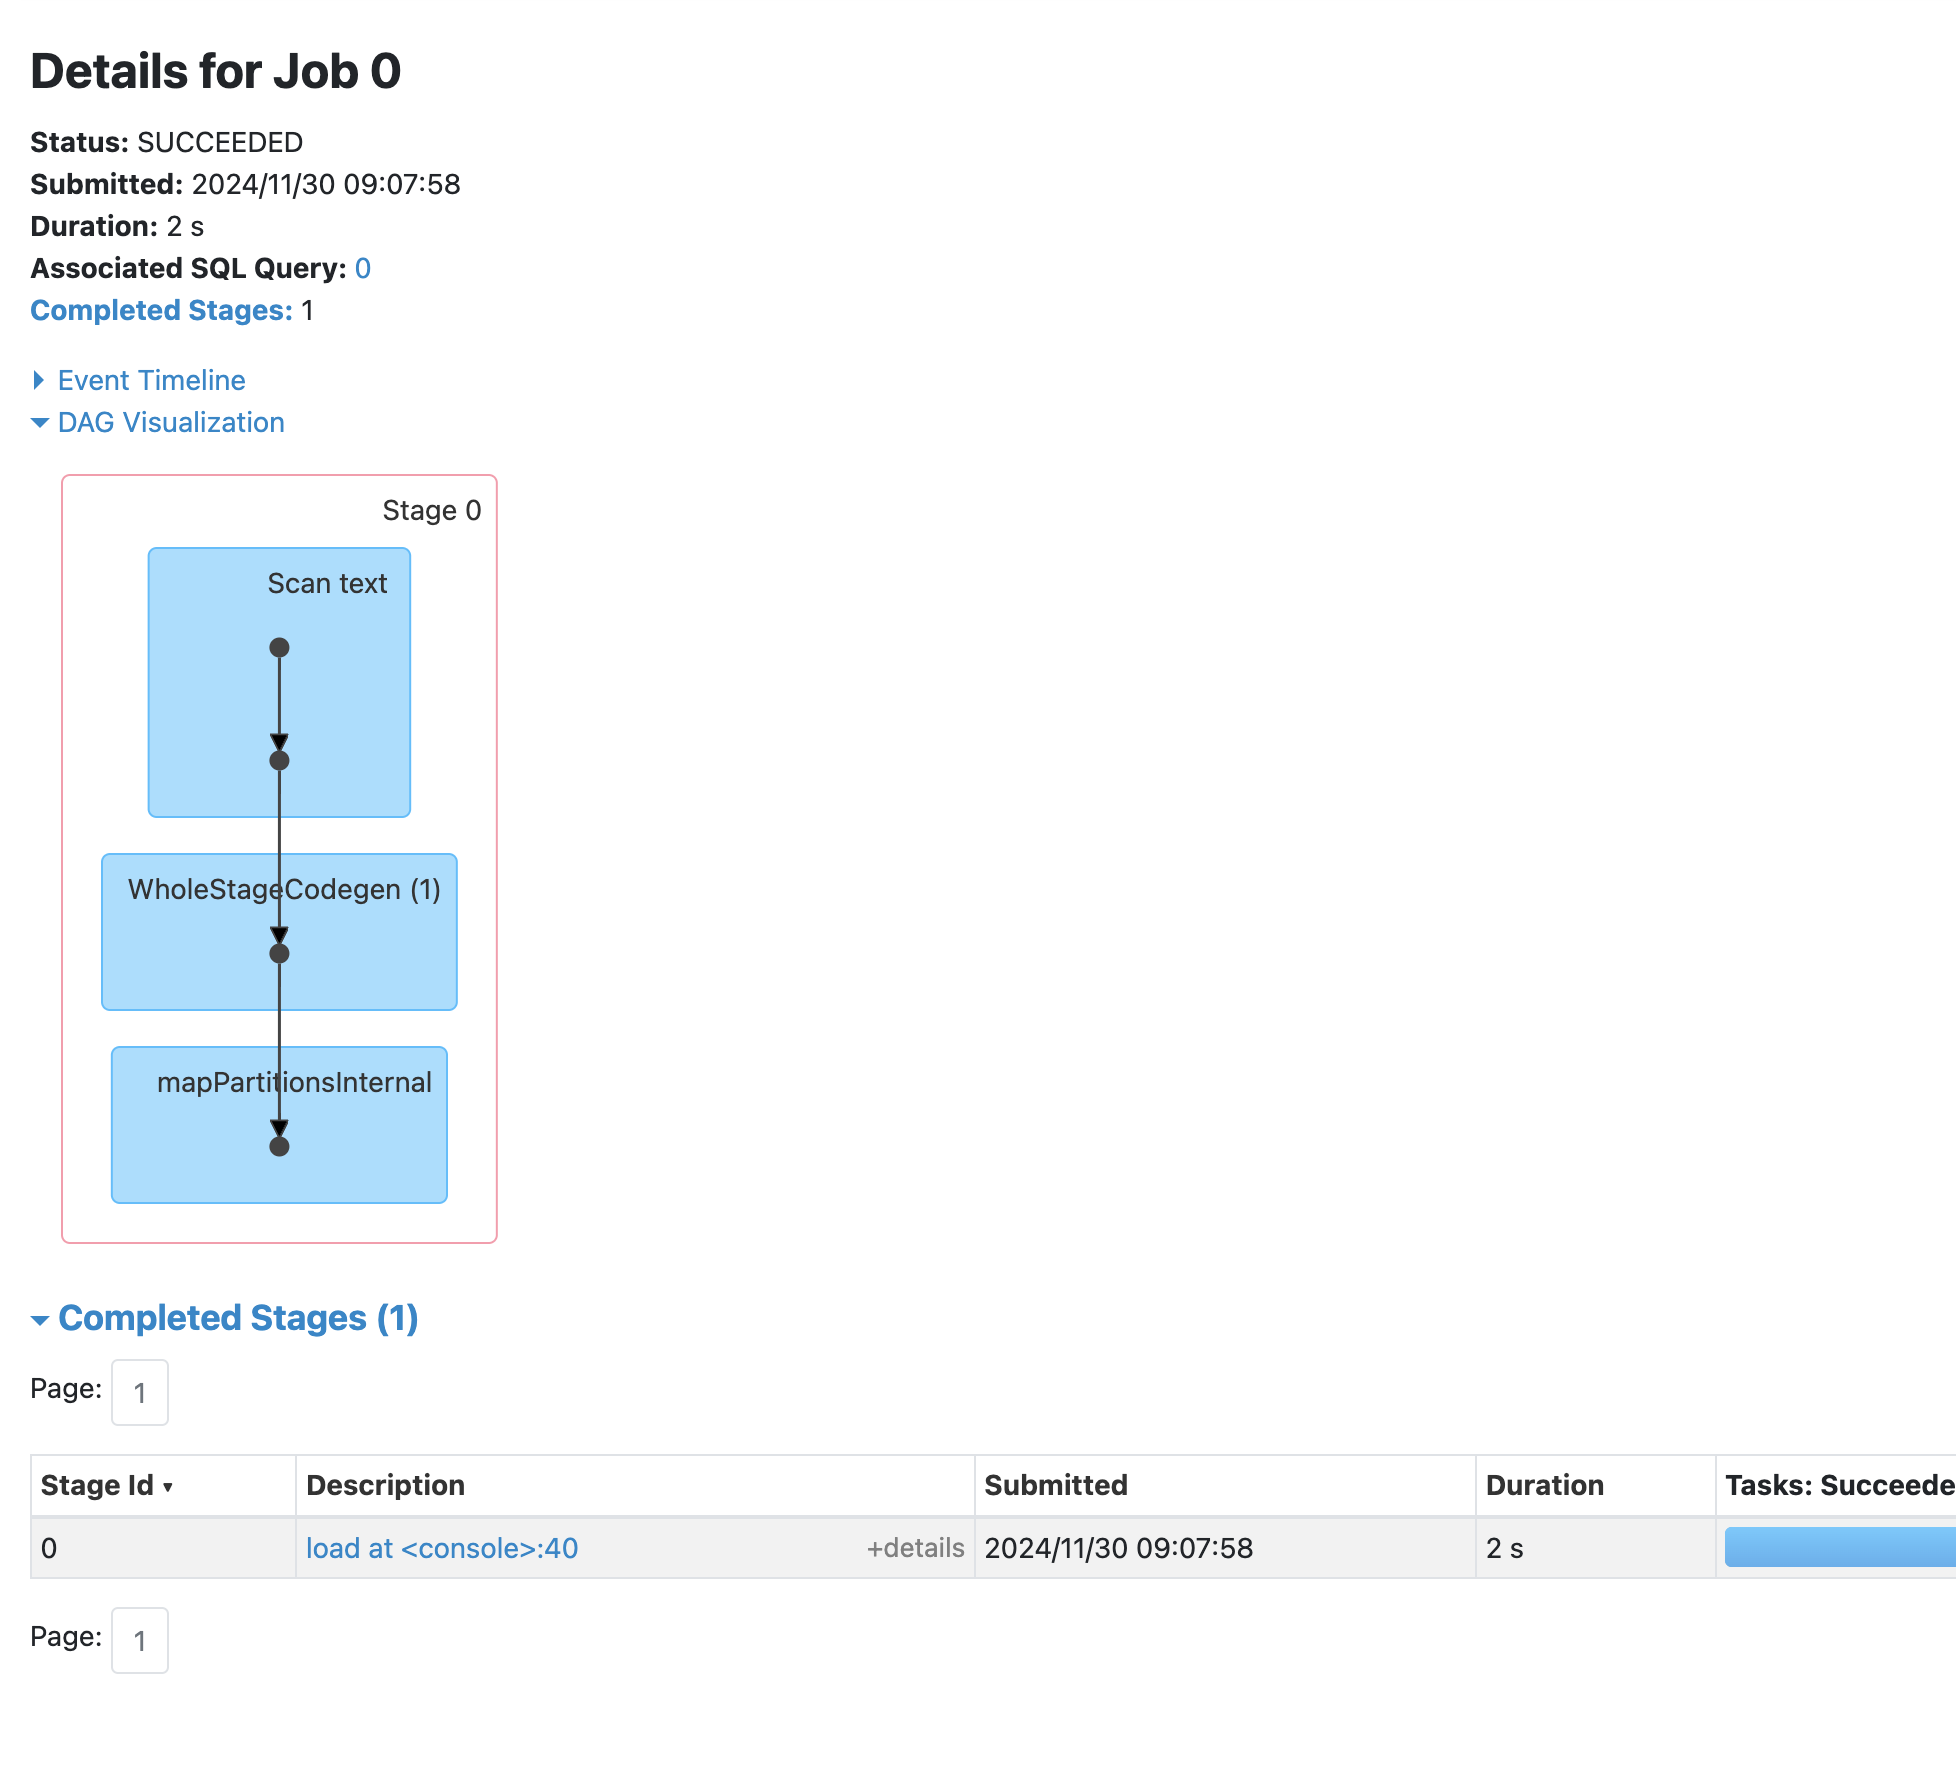 Details for Job 0
Status: SUCCEEDED
Submitted: 2024/11/30 09:07:58
Duration: 2 s
Associated SQL Query: 0
Completed Stages: 1
Event Timeline
DAG Visualization
Stage 0
Scan text
WholeStageCodegen (1)
mapPartitionsInternal
Completed Stages (1)
Page: 1
Stage Id ▾ Description Submitted Duration Tasks: Succeede
0 load at <console>:40 +details 2024/11/30 09:07:58 2 s
Page: 1